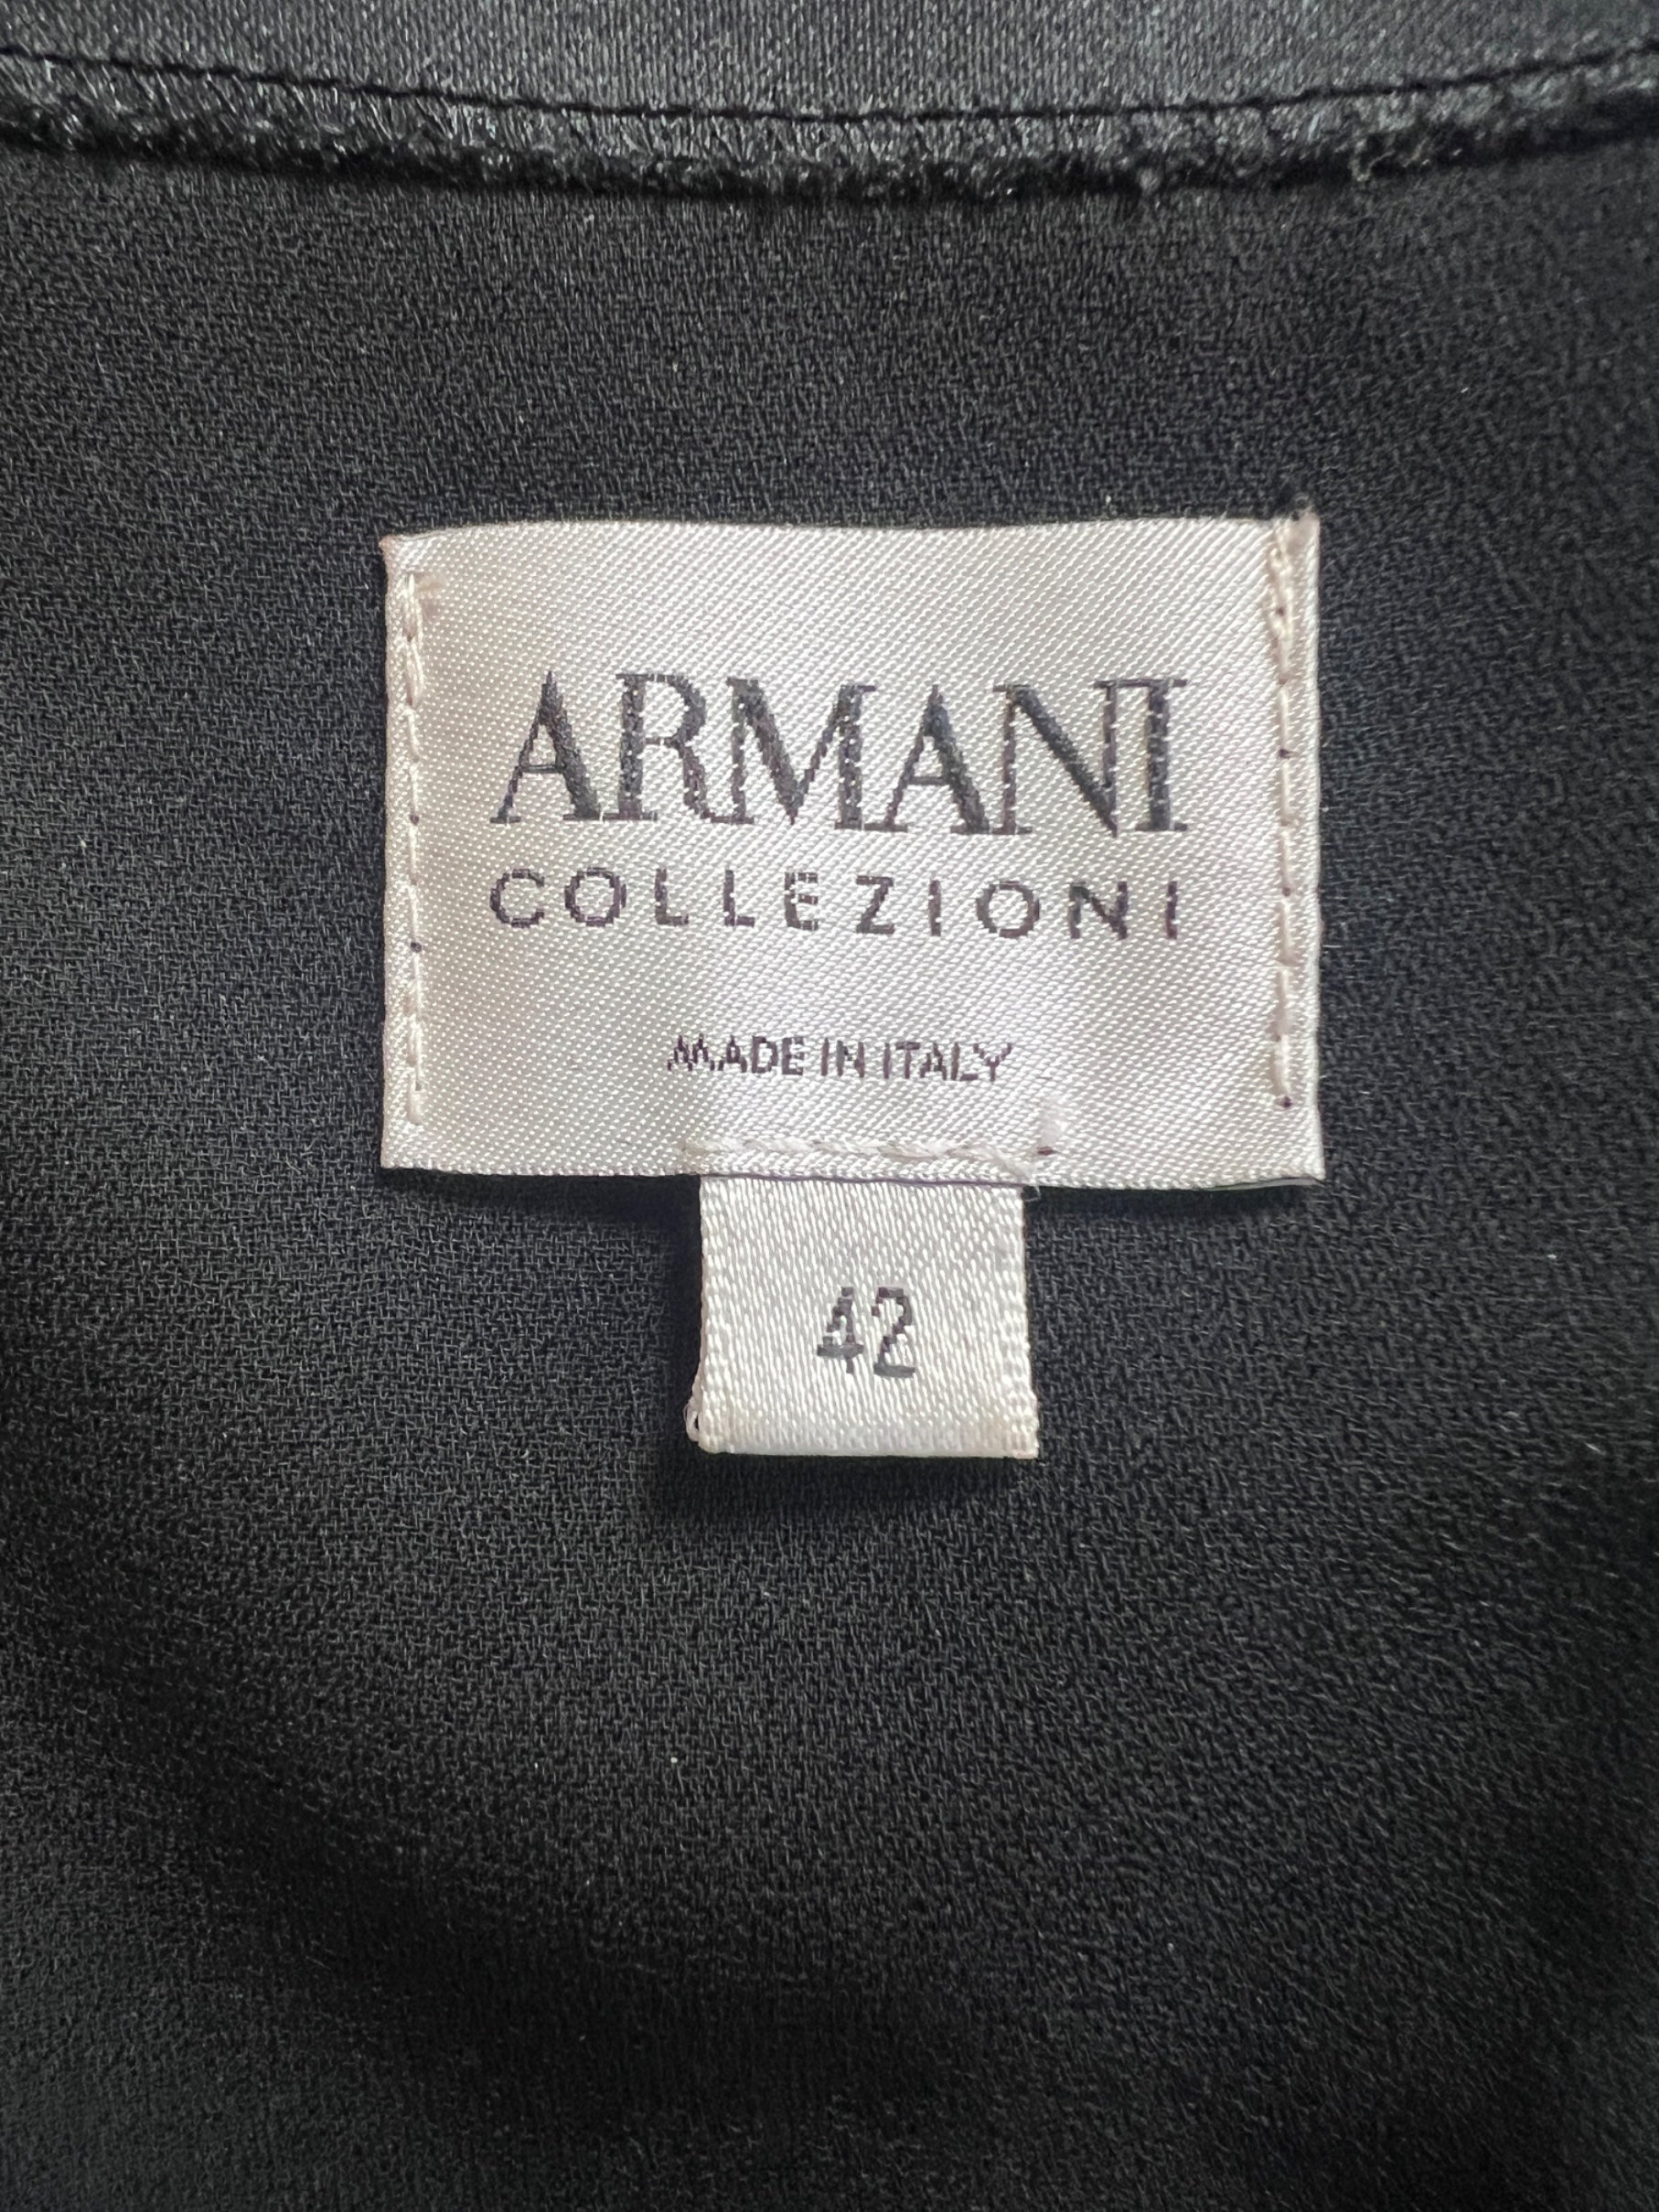 ARMANI
COLLEZIONI
MADE IN ITALY
42